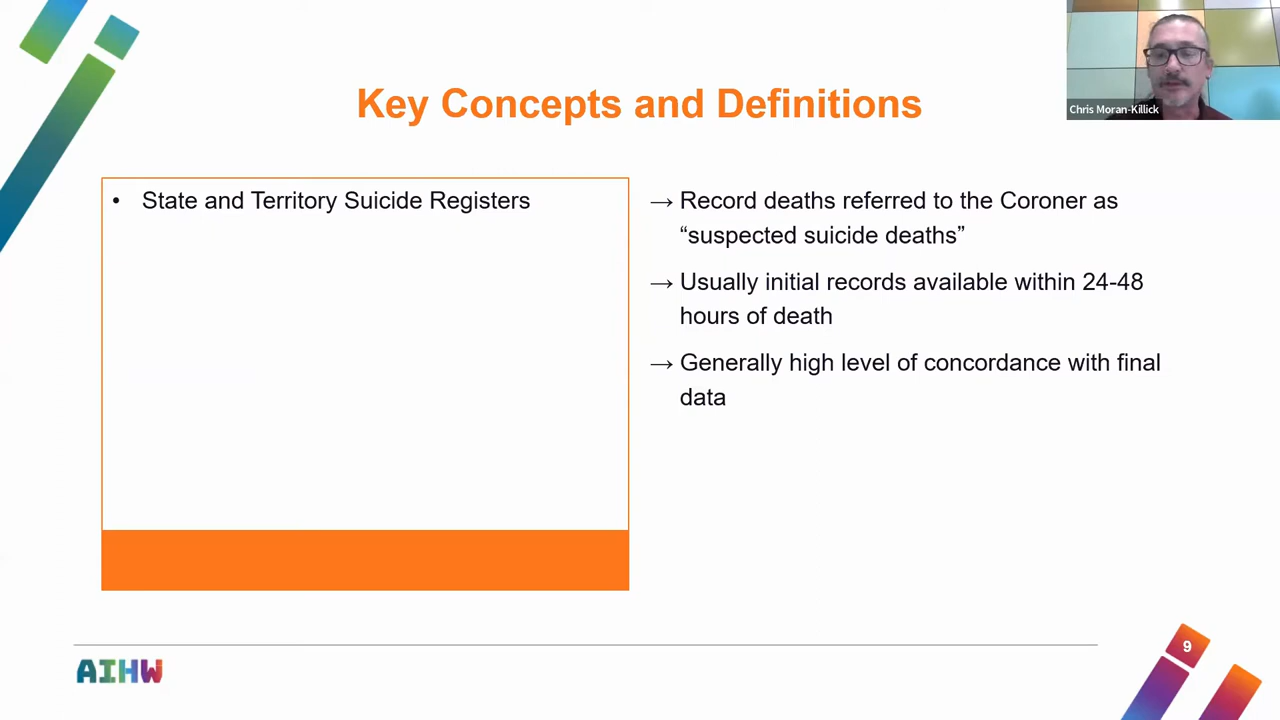 Chris Moran-Killick
Key Concepts and Definitions
• State and Territory Suicide Registers
→ Record deaths referred to the Coroner as
“suspected suicide deaths”
→ Usually initial records available within 24-48
hours of death
→ Generally high level of concordance with final
data
9
AIHW